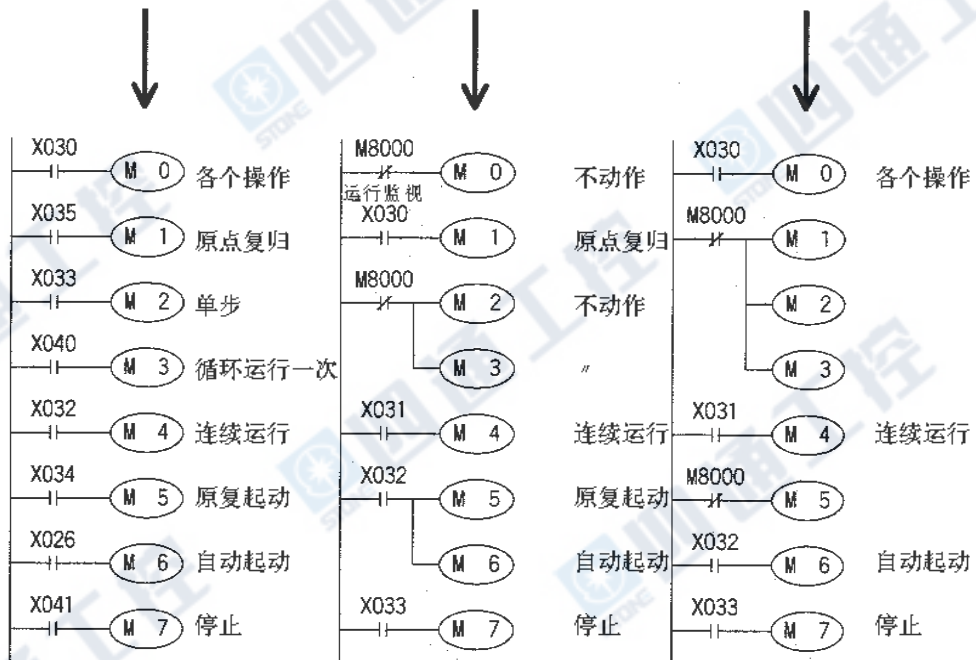 X030
M 0 各个操作
X035
M 1 原点复归
X033
M 2 单步
X040
M 3 循环运行一次
X032
M 4 连续运行
X034
M 5 原复起动
X026
M 6 自动起动
X041
M 7 停止
M8000
M 0 不动作
运行监视
X030
M 1 原点复归
M8000
M 2 不动作
M 3 〃
X031
M 4 连续运行
X032
M 5 原复起动
M 6 自动起动
X033
M 7 停止
X030
M 0 各个操作
M8000
M 1
M 2
M 3
X031
M 4 连续运行
M8000
M 5
X032
M 6 自动起动
X033
M 7 停止
四通工控
STONE